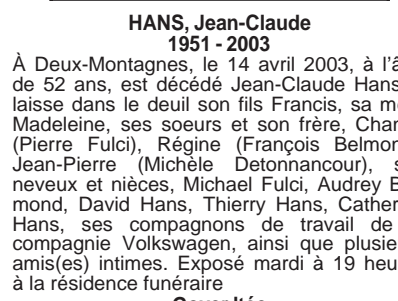 HANS, Jean-Claude
1951 - 2003
À Deux-Montagnes, le 14 avril 2003, à l'â
de 52 ans, est décédé Jean-Claude Hans
laisse dans le deuil son fils Francis, sa m
Madeleine, ses soeurs et son frère, Chan
(Pierre Fulci), Régine (François Belmon
Jean-Pierre (Michèle Detonnancour), s
neveux et nièces, Michael Fulci, Audrey B
mond, David Hans, Thierry Hans, Cather
Hans, ses compagnons de travail de
compagnie Volkswagen, ainsi que plusie
amis(es) intimes. Exposé mardi à 19 heu
à la résidence funéraire